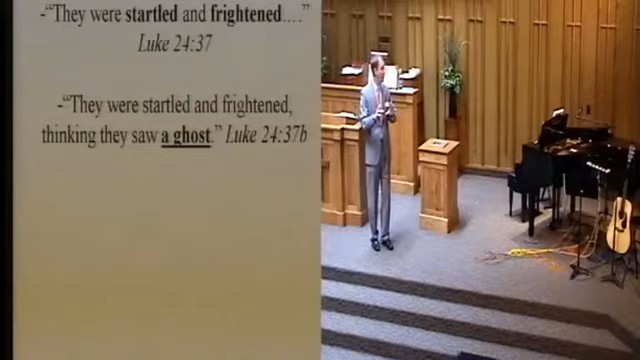 -“They were startled and frightened….”
Luke 24:37
-“They were startled and frightened,
thinking they saw a ghost.” Luke 24:37b